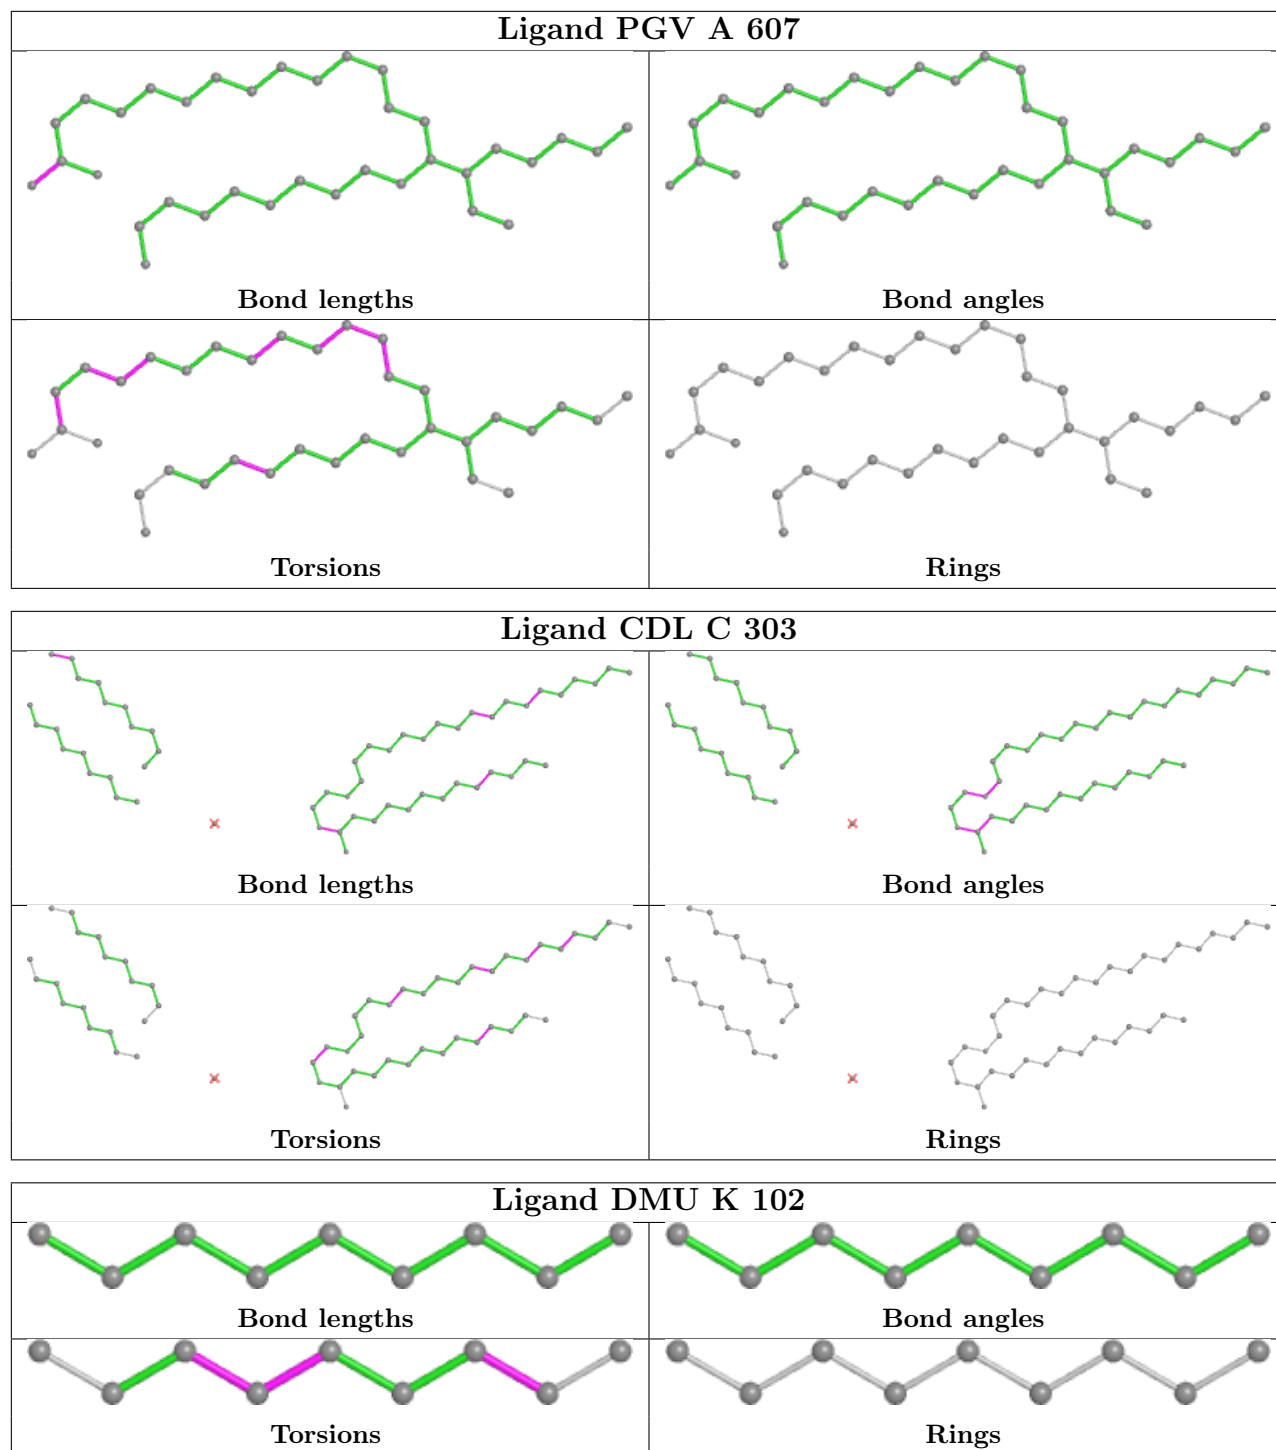 Ligand PGV A 607
Bond lengths
Bond angles
Torsions
Rings
Ligand CDL C 303
Bond lengths
Bond angles
Torsions
Rings
Ligand DMU K 102
Bond lengths
Bond angles
Torsions
Rings